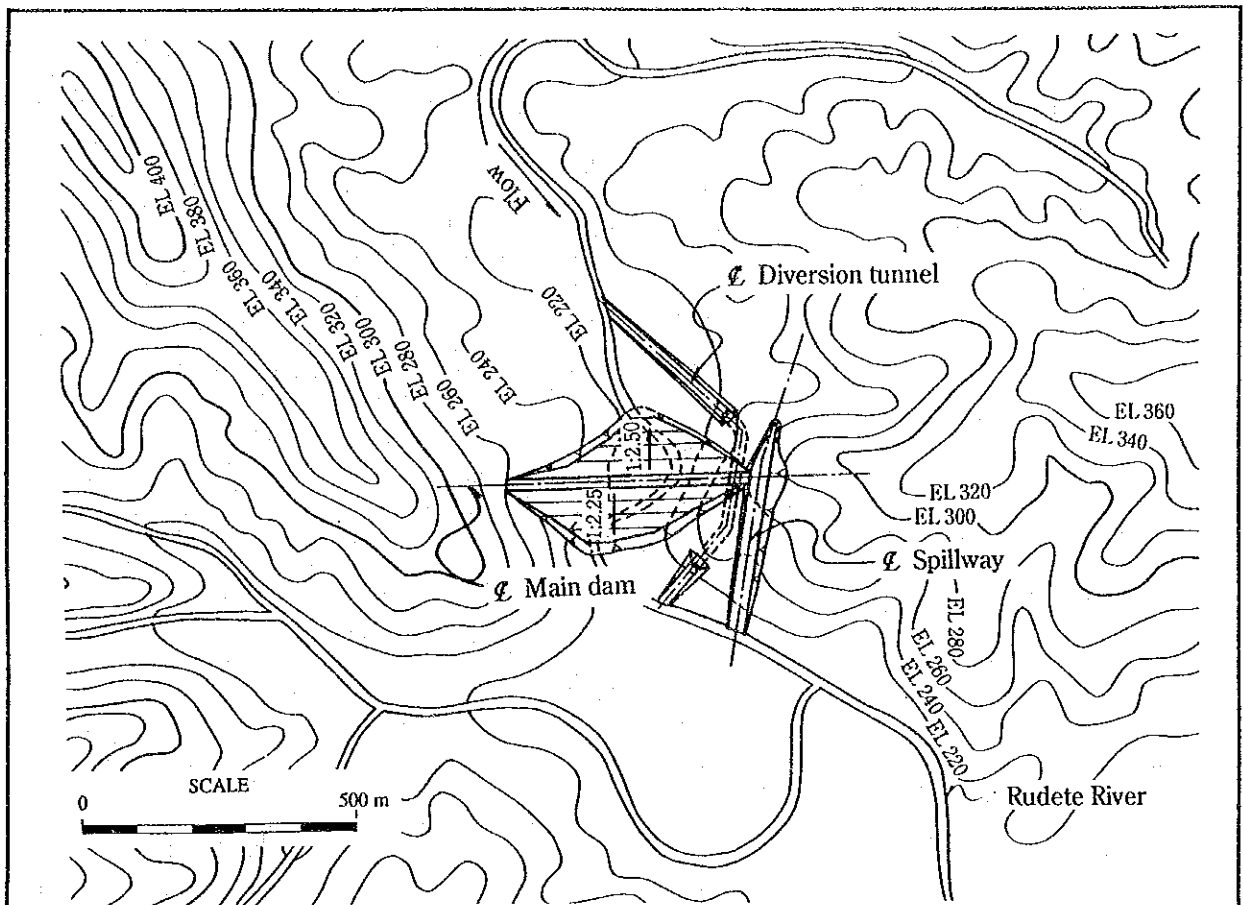 EL 400
EL 380
EL 360
EL 340
EL 320
EL 300
EL 280
EL 260
EL 240
EL 220
Flow
℄ Diversion tunnel
EL 360
EL 340
EL 320
EL 300
1:2.50
1:2.25
℄ Spillway
℄ Main dam
EL 280
EL 260
EL 240
EL 220
Rudete River
SCALE
0
500 m